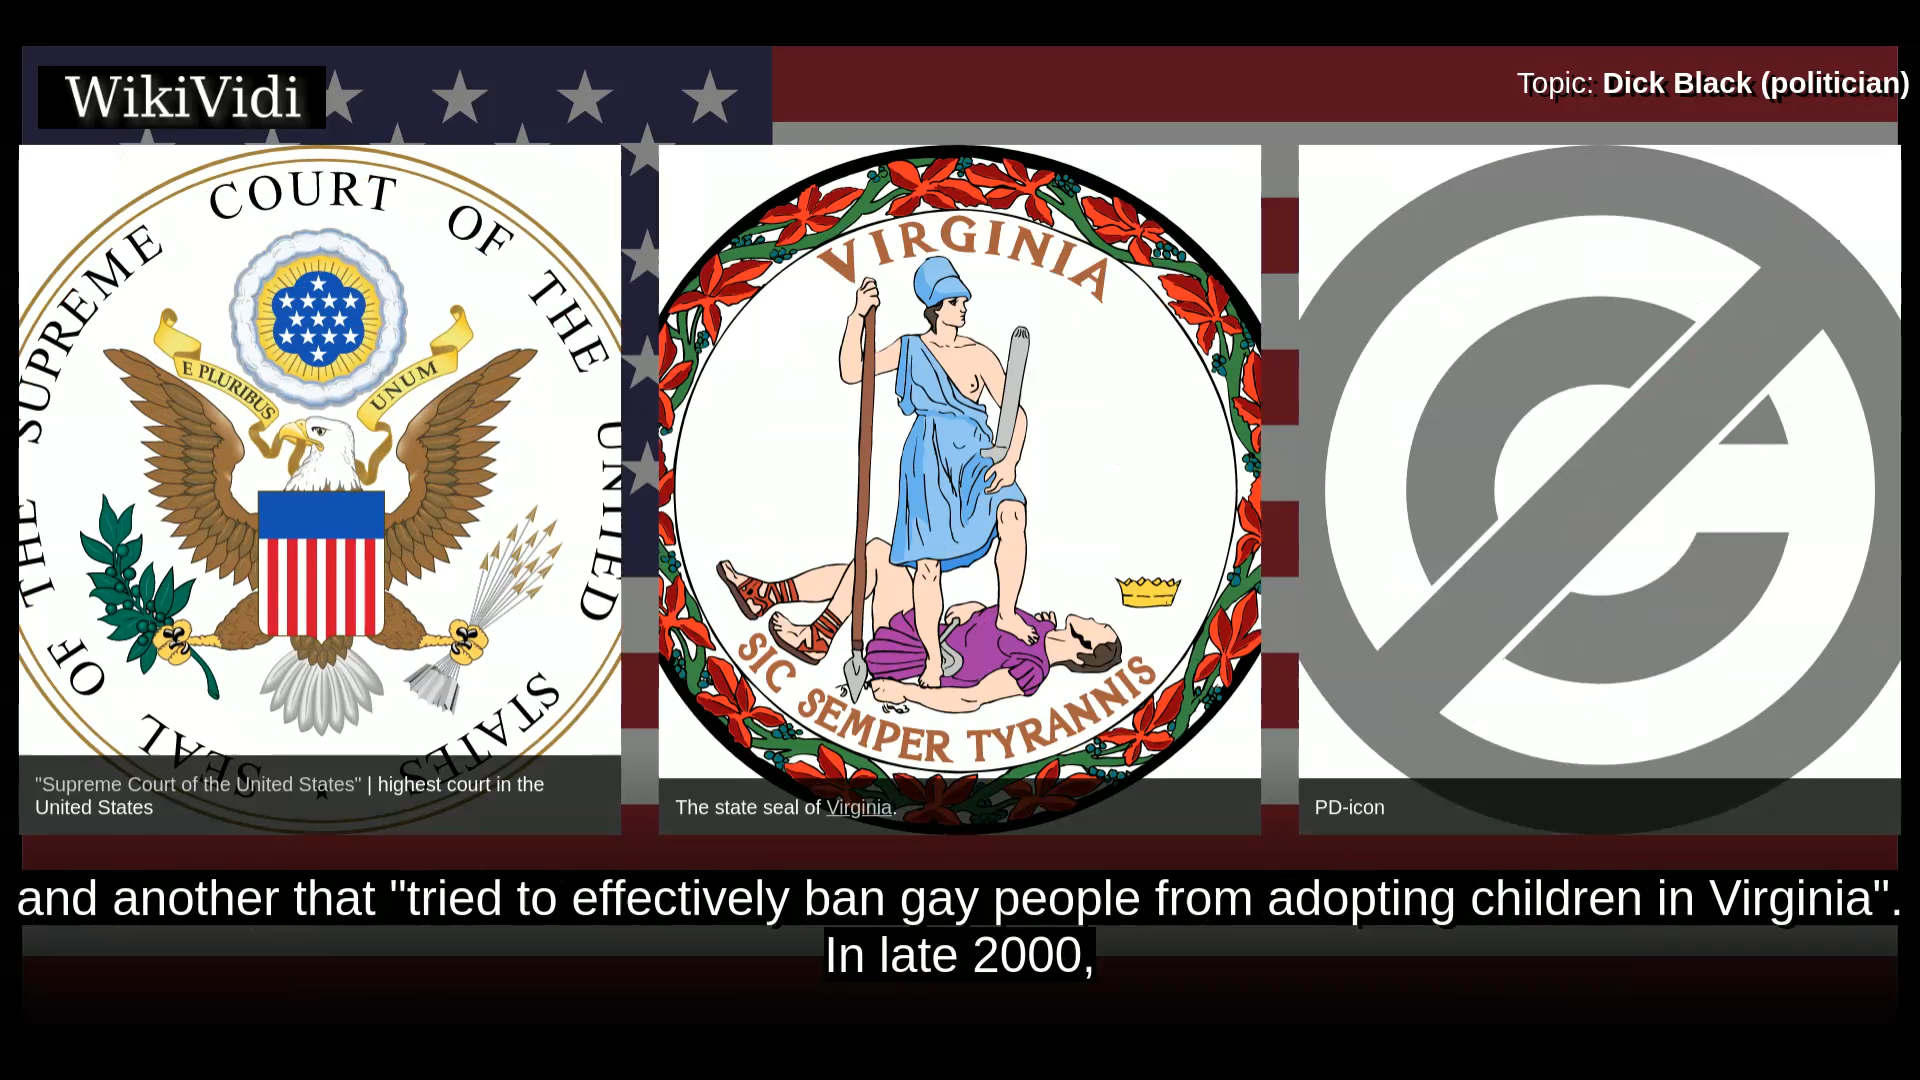 WikiVidi
Topic: Dick Black (politician)
SEAL OF THE SUPREME COURT OF THE UNITED STATES
E PLURIBUS UNUM
"Supreme Court of the United States" | highest court in the
United States
VIRGINIA
SIC SEMPER TYRANNIS
The state seal of Virginia.
PD-icon
and another that "tried to effectively ban gay people from adopting children in Virginia".
In late 2000,